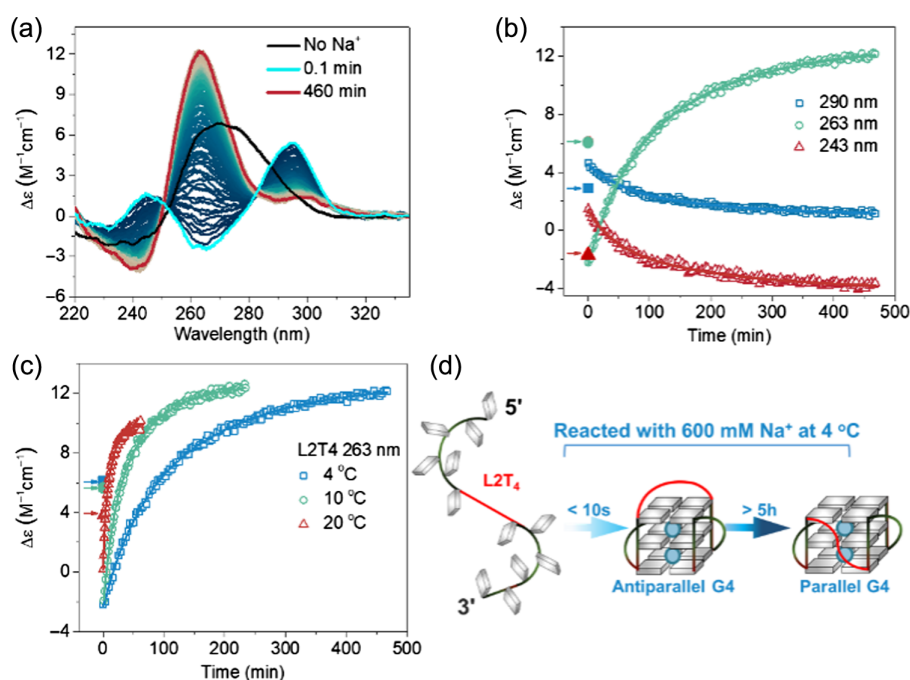 (a)
No Na⁺
0.1 min
460 min
12
9
6
3
0
−3
−6
Δε
(M⁻¹cm⁻¹)
220 240 260 280 300 320
Wavelength (nm)
(b)
12
8
4
0
−4
Δε
(M⁻¹cm⁻¹)
290 nm
263 nm
243 nm
0 100 200 300 400 500
Time (min)
(c)
12
8
4
0
−4
Δε
(M⁻¹cm⁻¹)
L2T4 263 nm
4 °C
10 °C
20 °C
0 100 200 300 400 500
Time (min)
(d)
5'
Reacted with 600 mM Na⁺ at 4 °C
L2T₄
< 10s
> 5h
3'
Antiparallel G4
Parallel G4